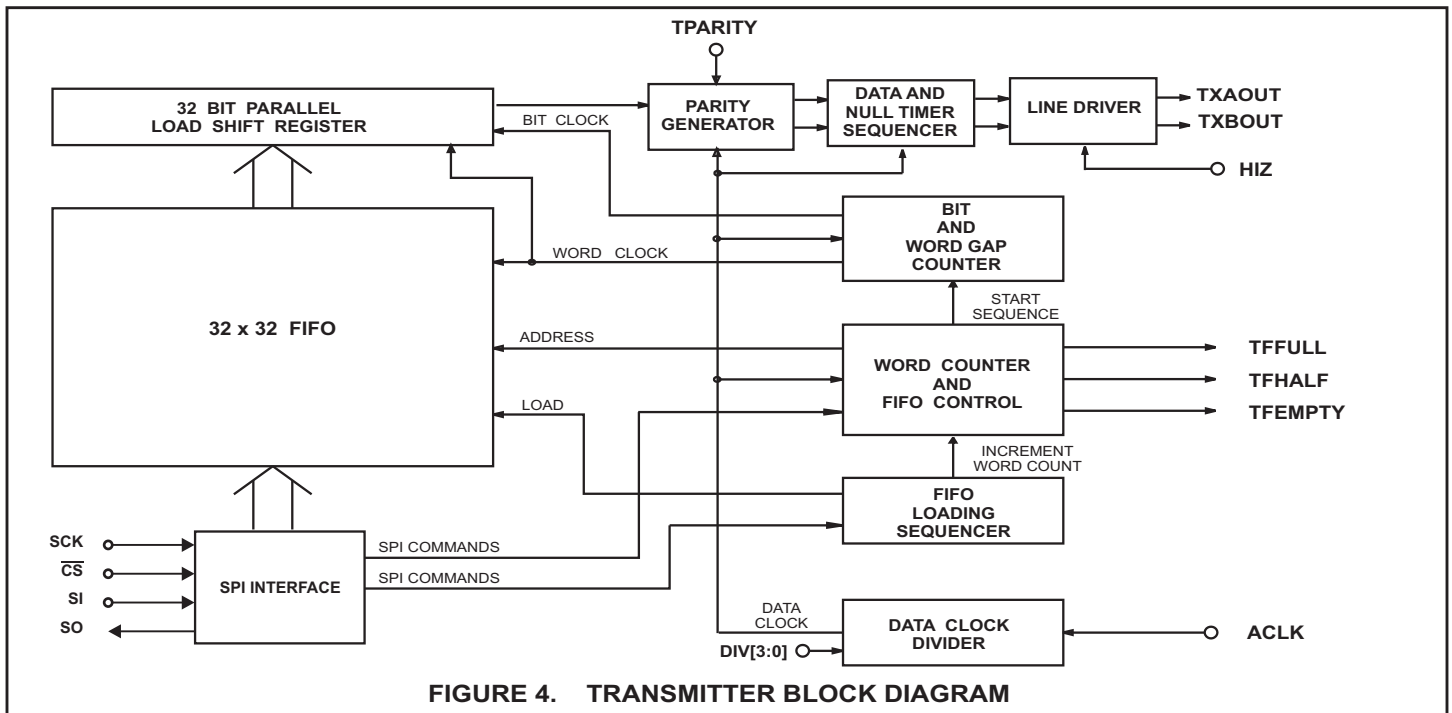 TPARITY
32 BIT PARALLEL
LOAD SHIFT REGISTER
BIT CLOCK
PARITY
GENERATOR
DATA AND
NULL TIMER
SEQUENCER
LINE DRIVER
TXAOUT
TXBOUT
HIZ
BIT
AND
WORD GAP
COUNTER
WORD CLOCK
START
SEQUENCE
32 x 32 FIFO
ADDRESS
WORD COUNTER
AND
FIFO CONTROL
TFFULL
TFHALF
TFEMPTY
LOAD
INCREMENT
WORD COUNT
FIFO
LOADING
SEQUENCER
SCK
C̅S̅
SI
SO
SPI INTERFACE
SPI COMMANDS
SPI COMMANDS
DATA
CLOCK
DIV[3:0]
DATA CLOCK
DIVIDER
ACLK
FIGURE 4. TRANSMITTER BLOCK DIAGRAM